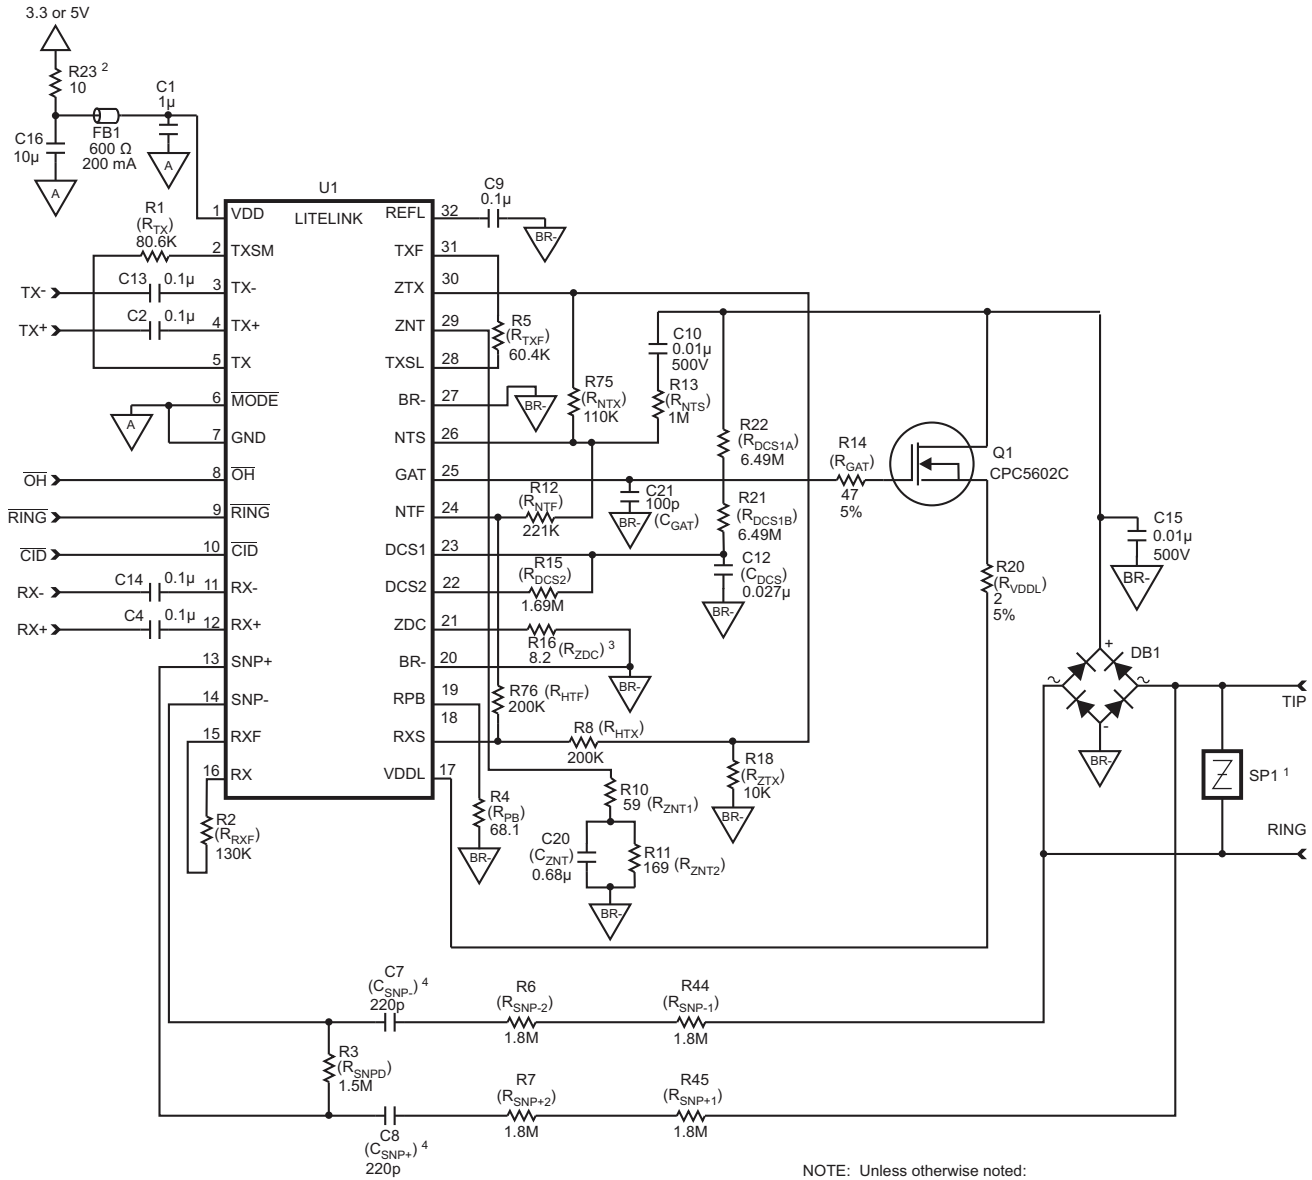 3.3 or 5V
R23 2
10
C1
1µ
C16
10µ
FB1
600 Ω
200 mA
A
A
U1
LITELINK
R1
(RTX)
80.6K
C13 0.1µ
C2 0.1µ
TX-
TX+
A
OH
RING
CID
RX-
RX+
C14 0.1µ
C4 0.1µ
1 VDD
2 TXSM
3 TX-
4 TX+
5 TX
6 MODE
7 GND
8 OH
9 RING
10 CID
11 RX-
12 RX+
13 SNP+
14 SNP-
15 RXF
16 RX
R2
(RRXF)
130K
REFL 32
TXF 31
ZTX 30
ZNT 29
TXSL 28
BR- 27
NTS 26
GAT 25
NTF 24
DCS1 23
DCS2 22
ZDC 21
BR- 20
RPB 19
RXS 18
VDDL 17
C9
0.1µ
BR-
R5
(RTXF)
60.4K
BR-
R75
(RNTX)
110K
C10
0.01µ
500V
R13
(RNTS)
1M
R22
(RDCS1A)
6.49M
R14
(RGAT)
47
5%
Q1
CPC5602C
R12
(RNTF)
221K
C21
100p
(CGAT)
BR-
R21
(RDCS1B)
6.49M
C15
0.01µ
500V
BR-
R15
(RDCS2)
1.69M
C12
(CDCS)
0.027µ
BR-
R20
(RVDDL)
2
5%
R16 (RZDC) 3
8.2
BR-
R76 (RHTF)
200K
R8 (RHTX)
200K
R18
(RZTX)
10K
BR-
DB1
+
~
~
-
BR-
TIP
SP1 1
RING
R4
(RPB)
68.1
BR-
R10
59 (RZNT1)
C20
(CZNT)
0.68µ
R11
169 (RZNT2)
BR-
C7
(CSNP-) 4
220p
R6
(RSNP-2)
1.8M
R44
(RSNP-1)
1.8M
R3
(RSNPD)
1.5M
R7
(RSNP+2)
1.8M
R45
(RSNP+1)
1.8M
C8
(CSNP+) 4
220p
NOTE: Unless otherwise noted: